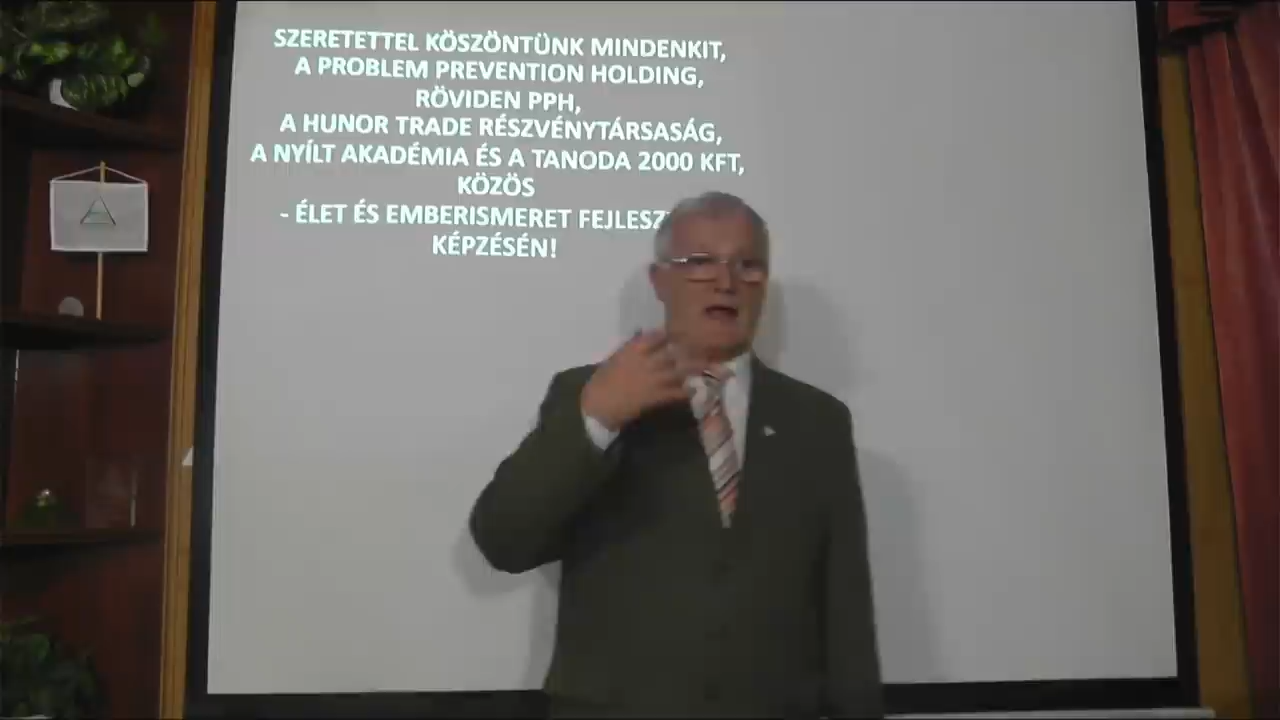 SZERETETTEL KÖSZÖNTÜNK MINDENKIT,
A PROBLEM PREVENTION HOLDING,
RÖVIDEN PPH,
A HUNOR TRADE RÉSZVÉNYTÁRSASÁG,
A NYÍLT AKADÉMIA ÉS A TANODA 2000 KFT,
KÖZÖS
- ÉLET ÉS EMBERISMERET
KÉPZÉSÉN!